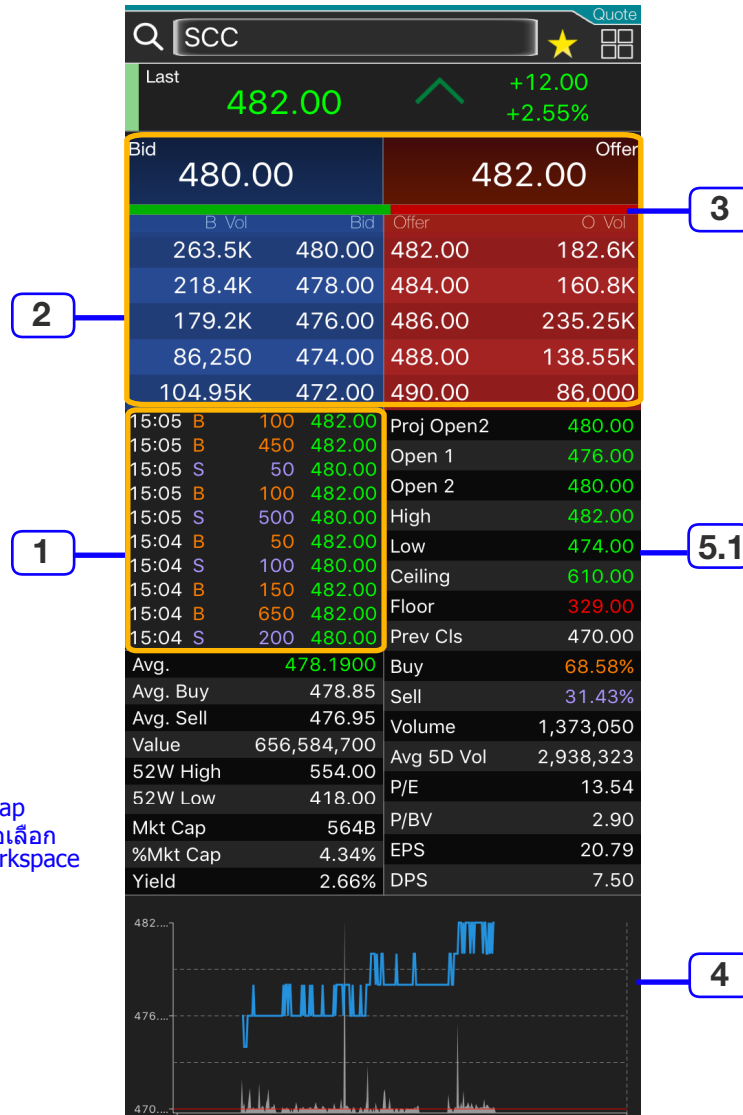 Quote
SCC
Last
482.00
+12.00
+2.55%
Bid
480.00
Offer
482.00
3
B Vol Bid Offer O Vol
263.5K 480.00 482.00 182.6K
218.4K 478.00 484.00 160.8K
2
179.2K 476.00 486.00 235.25K
86,250 474.00 488.00 138.55K
104.95K 472.00 490.00 86,000
15:05 B 100 482.00
15:05 B 450 482.00
15:05 S 50 480.00
15:05 B 100 482.00
15:05 S 500 480.00
15:04 B 50 482.00
15:04 S 100 480.00
15:04 B 150 482.00
15:04 B 650 482.00
15:04 S 200 480.00
1
Proj Open2 480.00
Open 1 476.00
Open 2 480.00
High 482.00
Low 474.00
Ceiling 610.00
Floor 329.00
Prev Cls 470.00
5.1
Avg. 478.1900
Avg. Buy 478.85
Avg. Sell 476.95
Value 656,584,700
52W High 554.00
52W Low 418.00
Mkt Cap 564B
%Mkt Cap 4.34%
Yield 2.66%
Buy 68.58%
Sell 31.43%
Volume 1,373,050
Avg 5D Vol 2,938,323
P/E 13.54
P/BV 2.90
EPS 20.79
DPS 7.50
ap
อเลือก
rkspace
482....
476....
470....
4